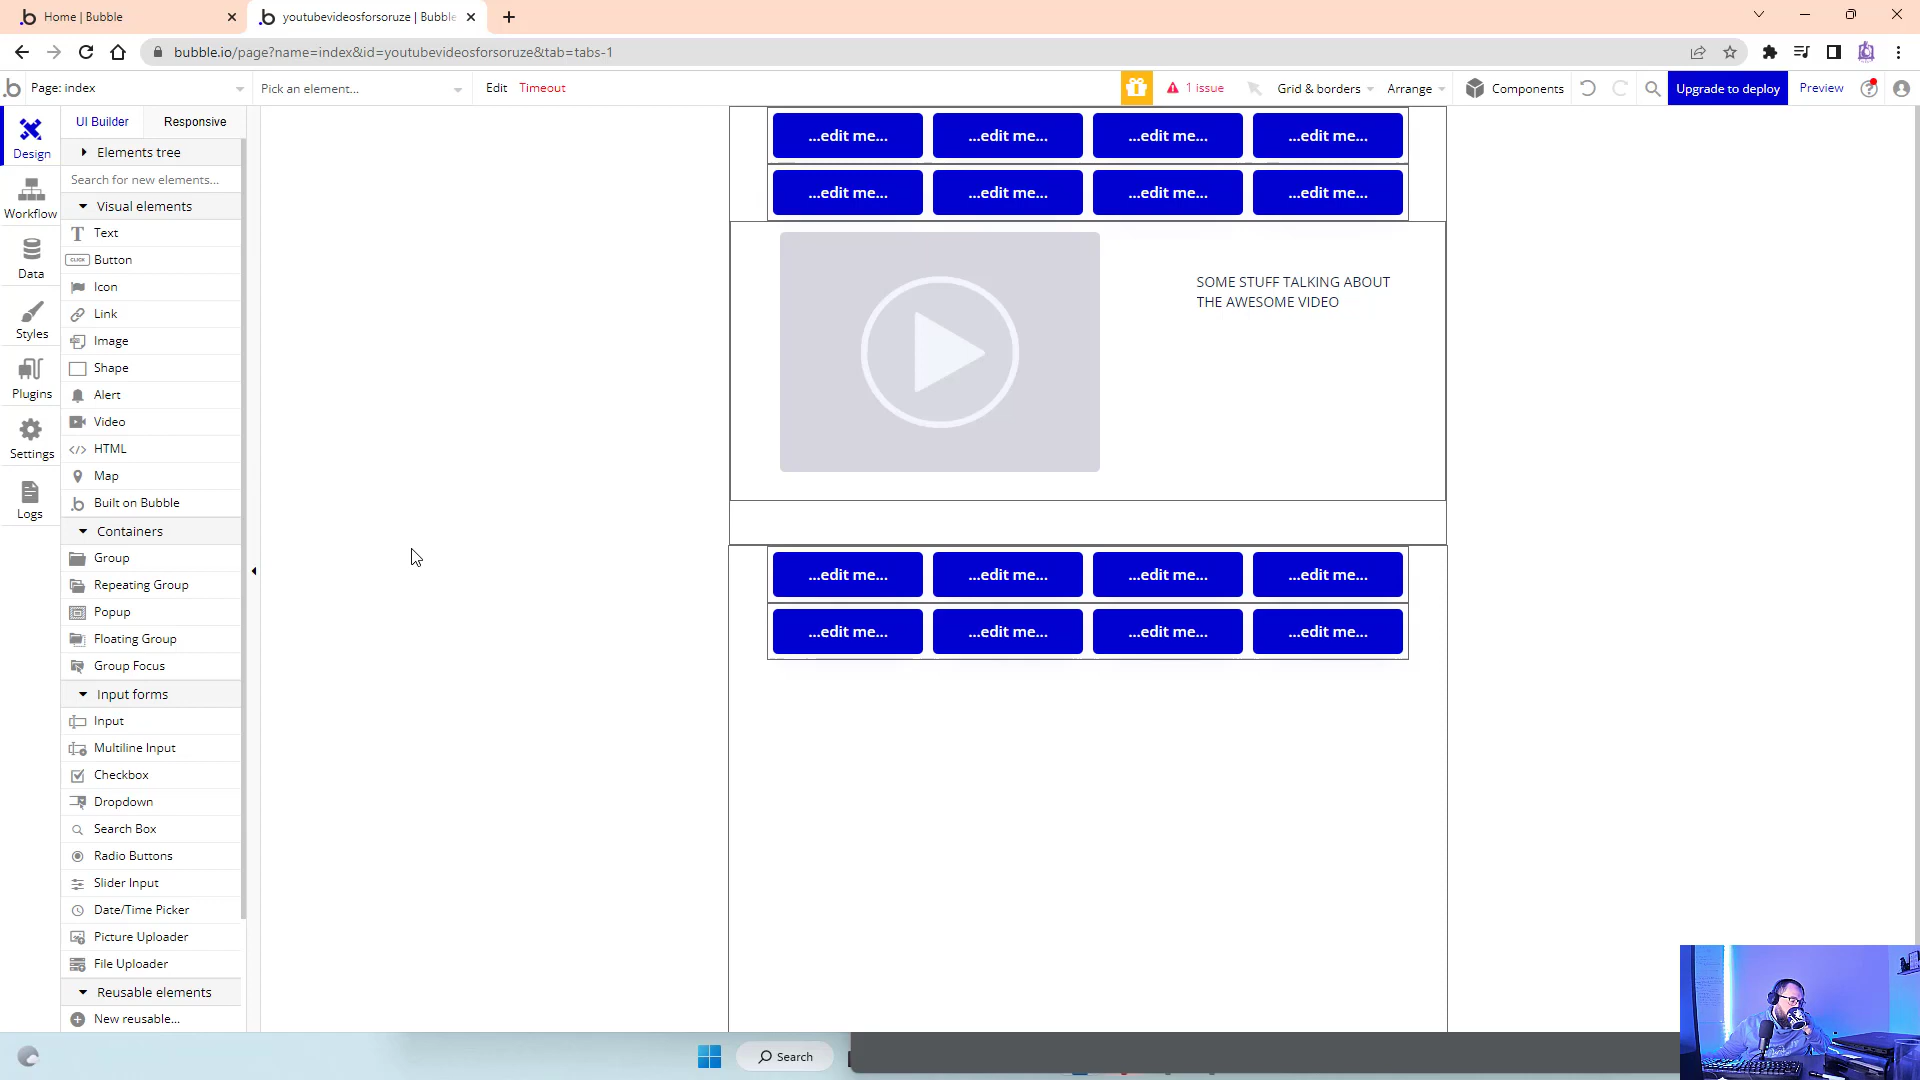 Home | Bubble
youtubevideosforsoruze | Bubble
bubble.io/page?name=index&id=youtubevideosforsoruze&tab=tabs-1
Page: index
Pick an element...
Edit
Timeout
1 issue
Grid & borders
Arrange
Components
Upgrade to deploy
Preview
Design
Workflow
Data
Styles
Plugins
Settings
Logs
UI Builder
Responsive
Elements tree
Search for new elements...
Visual elements
Text
CLICK
Button
Icon
Link
Image
Shape
Alert
Video
HTML
Map
Built on Bubble
Containers
Group
Repeating Group
Popup
Floating Group
Group Focus
Input forms
Input
Multiline Input
Checkbox
Dropdown
Search Box
Radio Buttons
Slider Input
Date/Time Picker
Picture Uploader
File Uploader
Reusable elements
New reusable...
...edit me... ...edit me... ...edit me... ...edit me...
...edit me... ...edit me... ...edit me... ...edit me...
SOME STUFF TALKING ABOUT
THE AWESOME VIDEO
...edit me... ...edit me... ...edit me... ...edit me...
...edit me... ...edit me... ...edit me... ...edit me...
Search